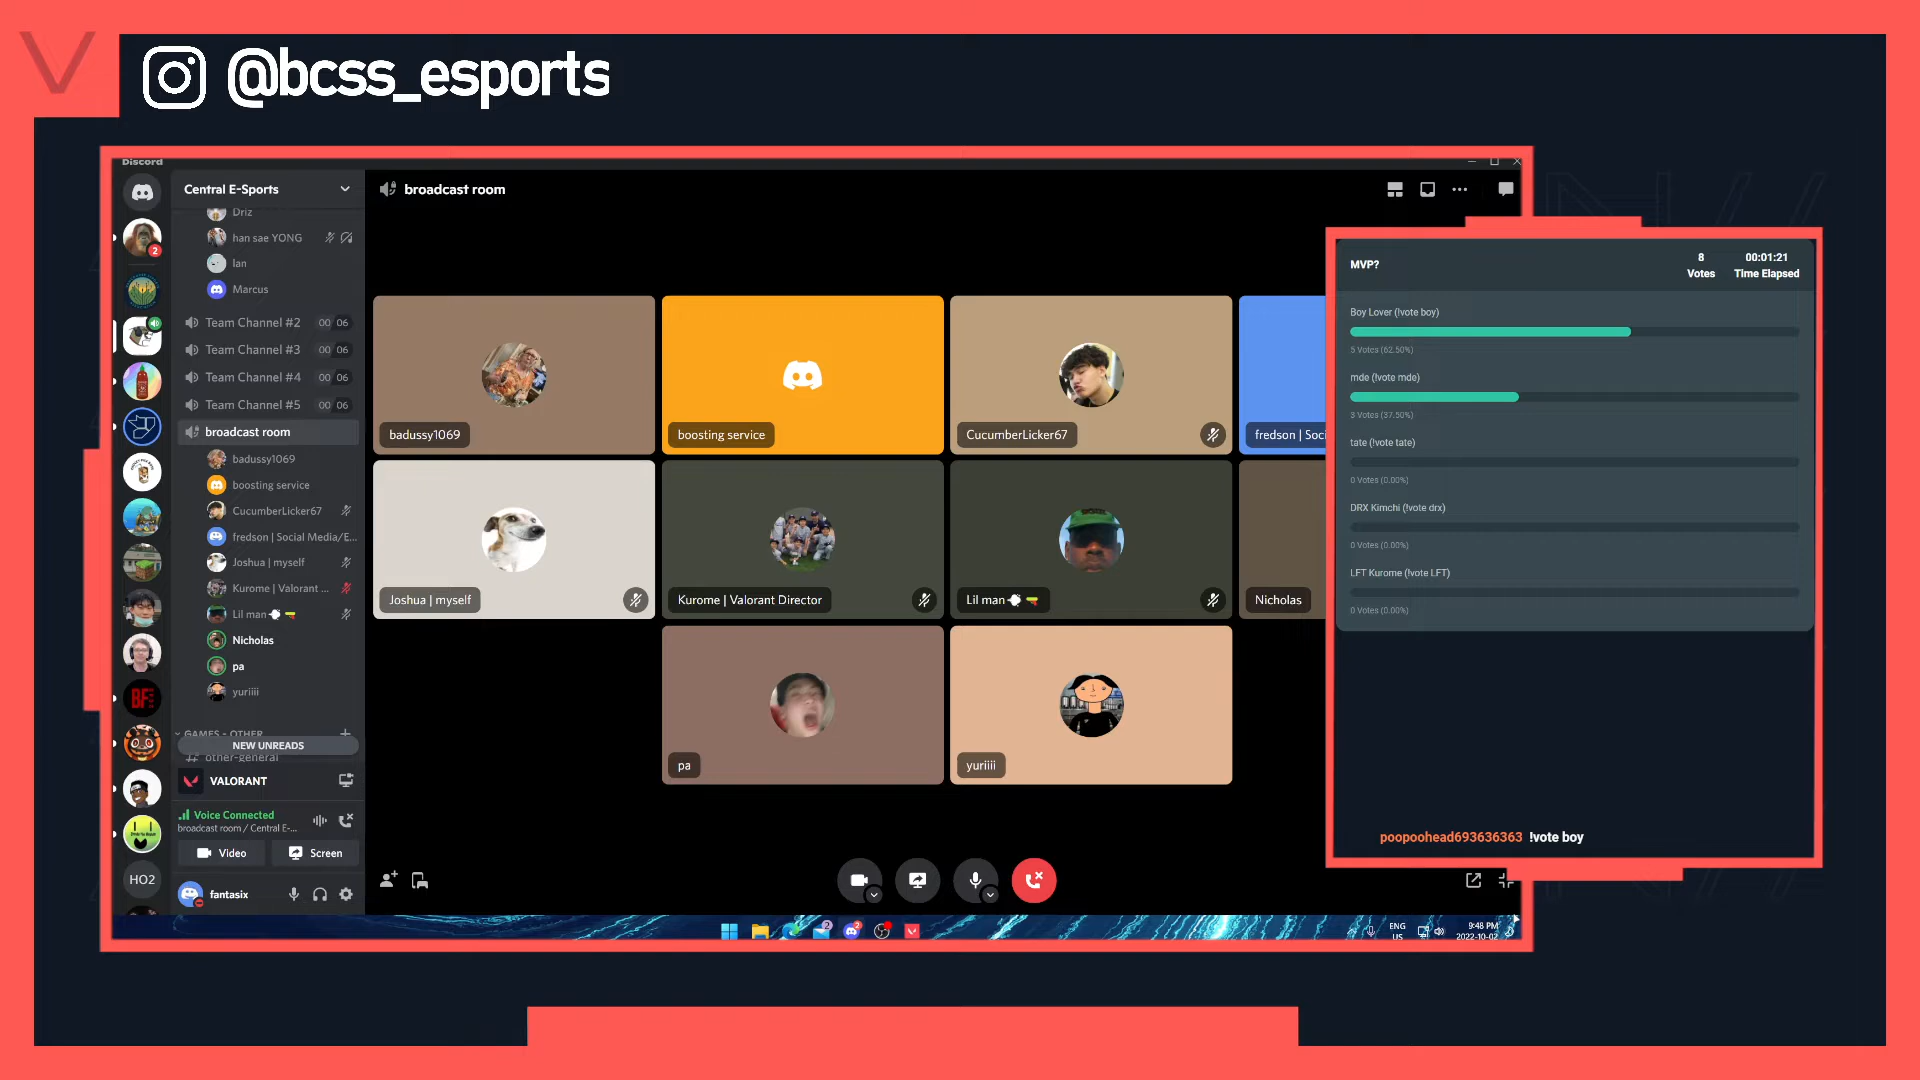 @bcss_esports
Discord
Central E-Sports
broadcast room
Driz
han sae YONG
Ian
Marcus
Team Channel #2 00 06
Team Channel #3 00 06
Team Channel #4 00 06
Team Channel #5 00 06
broadcast room
badussy1069
boosting service
CucumberLicker67
fredson | Social Media/E...
Joshua | myself
Kurome | Valorant ...
Lil man
Nicholas
pa
yuriiii
GAMES - OTHER
NEW UNREADS
other-general
VALORANT
Voice Connected
broadcast room / Central E-...
Video Screen
fantasix
HO2
BF
2
badussy1069
boosting service
CucumberLicker67
fredson | Soci
Joshua | myself
Kurome | Valorant Director
Lil man
Nicholas
pa
yuriiii
MVP?
8 00:01:21
Votes Time Elapsed
Boy Lover (!vote boy)
5 Votes (62.50%)
mde (!vote mde)
3 Votes (37.50%)
tate (!vote tate)
0 Votes (0.00%)
DRX Kimchi (!vote drx)
0 Votes (0.00%)
LFT Kurome (!vote LFT)
0 Votes (0.00%)
poopoohead693636363 !vote boy
ENG
US
9:48 PM
2022-10-02